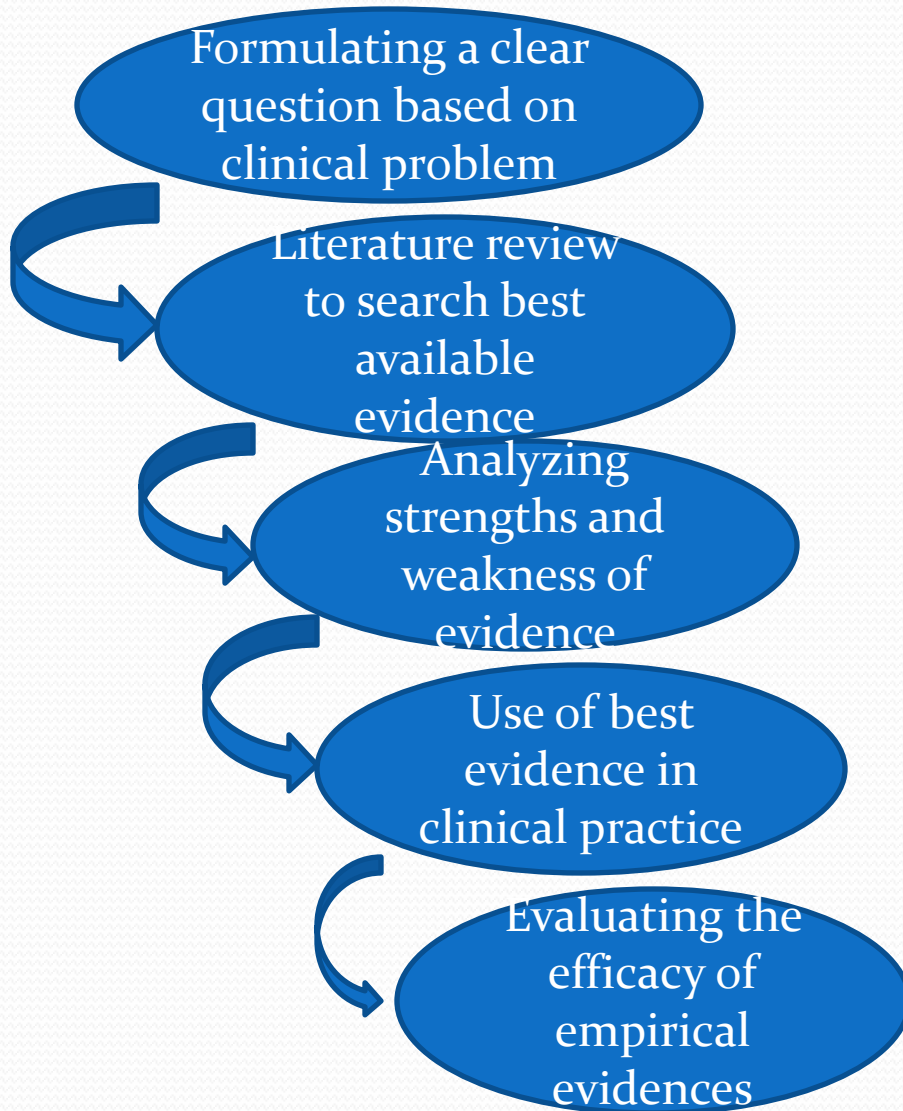 Formulating a clear
question based on
clinical problem
Literature review
to search best
available
evidence
Analyzing
strengths and
weakness of
evidence
Use of best
evidence in
clinical practice
Evaluating the
efficacy of
empirical
evidences